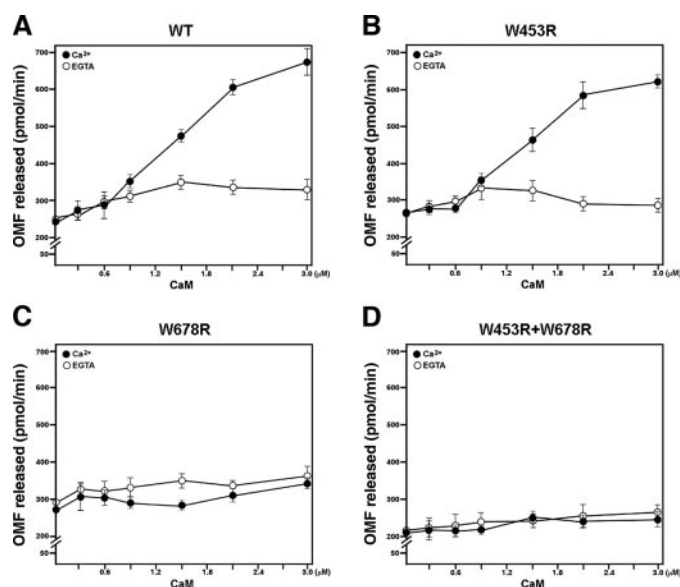 A
WT
Ca²⁺
EGTA
OMF released (pmol/min)
700
600
500
400
300
200
50
0.6
1.2
1.8
2.4
3.0 (μM)
CaM
B
W453R
Ca²⁺
EGTA
OMF released (pmol/min)
700
600
500
400
300
200
50
0.6
1.2
1.8
2.4
3.0 (μM)
CaM
C
W678R
Ca²⁺
EGTA
OMF released (pmol/min)
700
600
500
400
300
200
50
0.6
1.2
1.8
2.4
3.0 (μM)
CaM
D
W453R+W678R
Ca²⁺
EGTA
OMF released (pmol/min)
700
600
500
400
300
200
50
0.6
1.2
1.8
2.4
3.0 (μM)
CaM